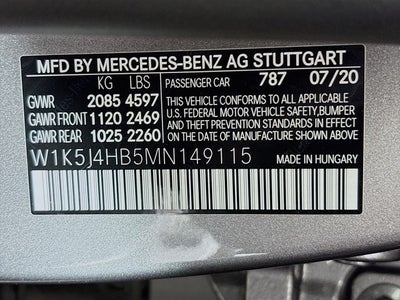 MFD BY MERCEDES-BENZ AG STUTTGART
KG LBS PASSENGER CAR 787 07/20
GVWR 2085 4597 THIS VEHICLE CONFORMS TO ALL APPLICABLE
GAWR FRONT 1120 2469 U.S. FEDERAL MOTOR VEHICLE SAFETY, BUMPER
GAWR REAR 1025 2260 AND THEFT PREVENTION STANDARDS IN EFFECT ON THE DATE OF MANUFACTURE SHOWN ABOVE.
W1K5J4HB5MN149115 MADE IN HUNGARY